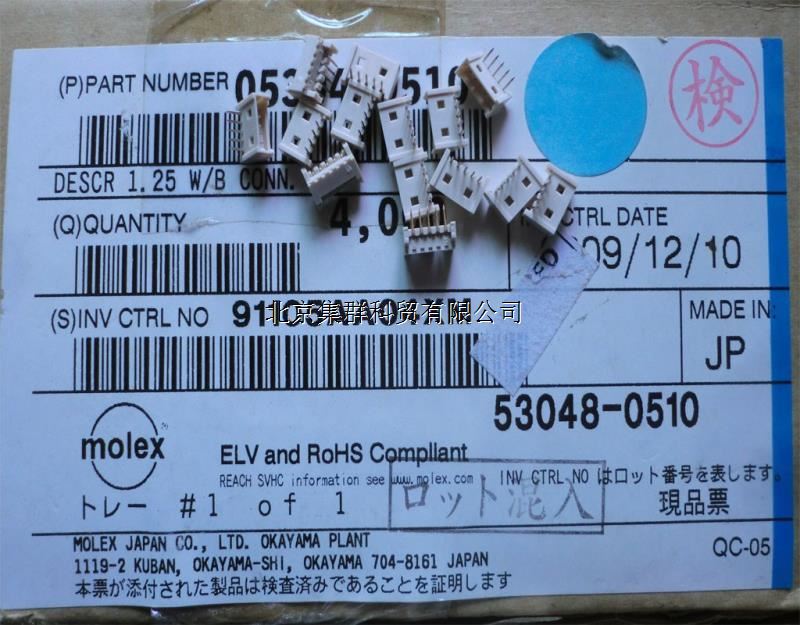 (P)PART NUMBER
検
DESCR 1.25 W/B CONN.
(Q)QUANTITY
CTRL DATE
09/12/10
(S)INV CTRL NO
北京集群科贸有限公司
MADE IN:
JP
53048-0510
molex
ELV and RoHS Compliant
REACH SVHC information see www.molex.com
INV CTRL NO はロット番号を表します。
トレー #1 of 1
ロット混入
現品票
MOLEX JAPAN CO., LTD. OKAYAMA PLANT
1119-2 KUBAN, OKAYAMA-SHI, OKAYAMA 704-8161 JAPAN
QC-05
本票が添付された製品は検査済みであることを証明します